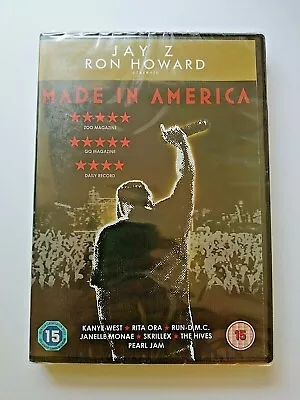 JAY Z
RON HOWARD
PRESENTS
MADE IN AMERICA
★★★★★
ZOO MAGAZINE
★★★★★
GQ MAGAZINE
★★★★
DAILY RECORD
KANYE WEST ★ RITA ORA ★ RUN-D.M.C.
JANELLE MONAE ★ SKRILLEX ★ THE HIVES
PEARL JAM
15
15